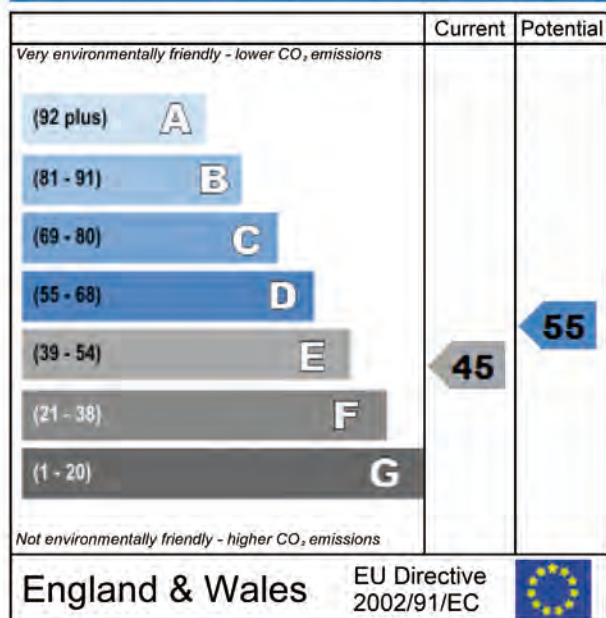 Current Potential
Very environmentally friendly - lower CO₂ emissions
(92 plus) A
(81 - 91) B
(69 - 80) C
(55 - 68) D
(39 - 54) E
(21 - 38) F
(1 - 20) G
45
55
Not environmentally friendly - higher CO₂ emissions
England & Wales
EU Directive
2002/91/EC